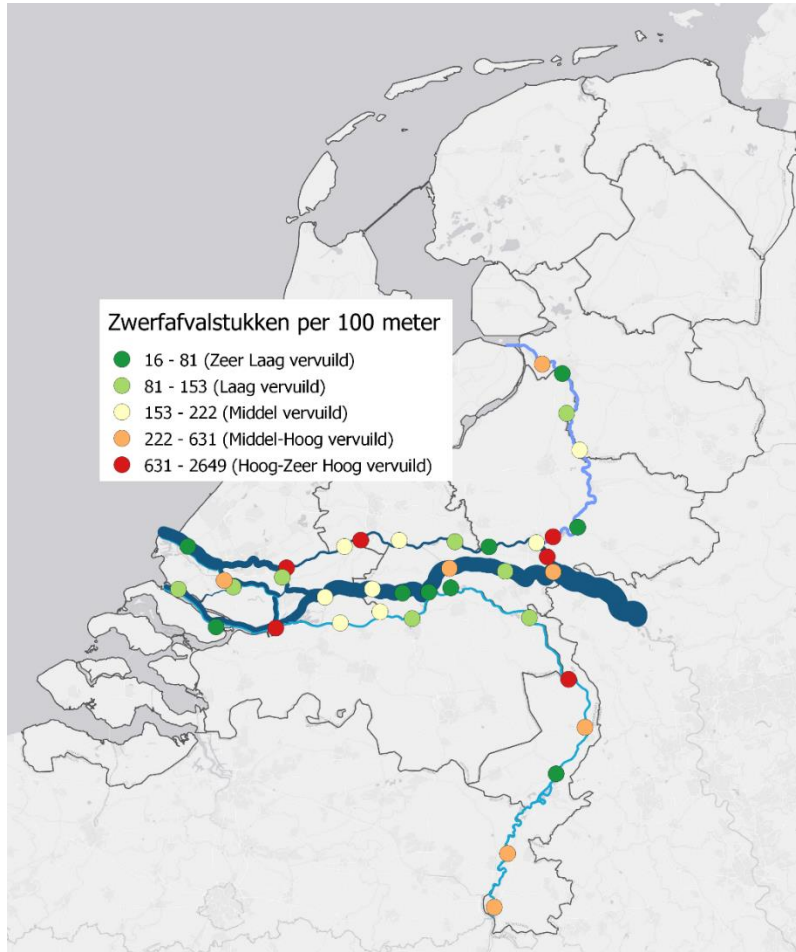 Zwerfafvalstukken per 100 meter
16 - 81 (Zeer Laag vervuild)
81 - 153 (Laag vervuild)
153 - 222 (Middel vervuild)
222 - 631 (Middel-Hoog vervuild)
631 - 2649 (Hoog-Zeer Hoog vervuild)